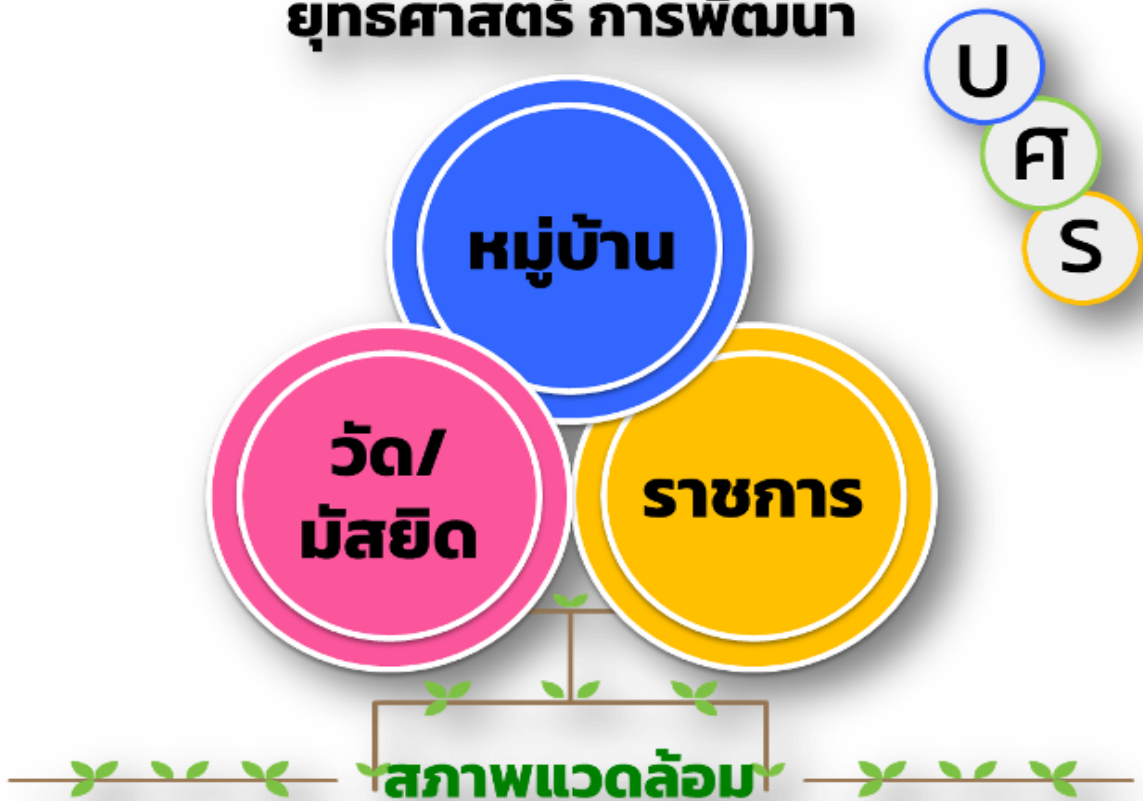 ยุทธศาสตร์ การพัฒนา
บ
ศ
ร
หมู่บ้าน
วัด/
มัสยิด
ราชการ
สภาพแวดล้อม